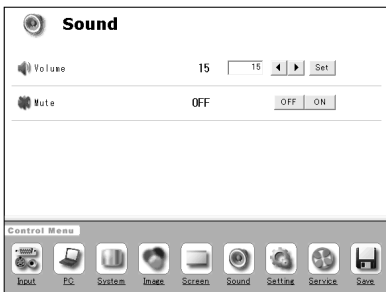 Sound
Volume 15 15 Set
Mute OFF OFF ON
Control Menu
Input PC System Image Screen Sound Setting Service Save